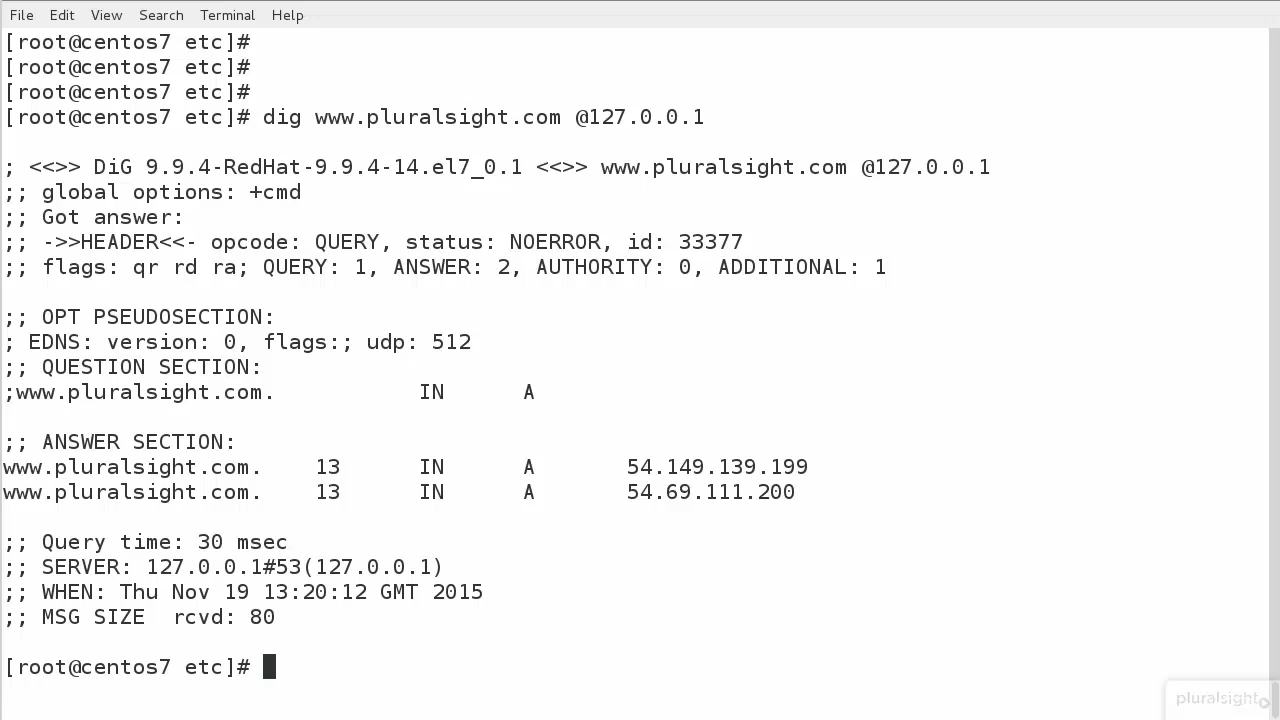 File Edit View Search Terminal Help
[root@centos7 etc]#
[root@centos7 etc]#
[root@centos7 etc]#
[root@centos7 etc]# dig www.pluralsight.com @127.0.0.1
; <<>> DiG 9.9.4-RedHat-9.9.4-14.el7_0.1 <<>> www.pluralsight.com @127.0.0.1
;; global options: +cmd
;; Got answer:
;; ->>HEADER<<- opcode: QUERY, status: NOERROR, id: 33377
;; flags: qr rd ra; QUERY: 1, ANSWER: 2, AUTHORITY: 0, ADDITIONAL: 1
;; OPT PSEUDOSECTION:
; EDNS: version: 0, flags:; udp: 512
;; QUESTION SECTION:
;www.pluralsight.com. IN A
;; ANSWER SECTION:
www.pluralsight.com. 13 IN A 54.149.139.199
www.pluralsight.com. 13 IN A 54.69.111.200
;; Query time: 30 msec
;; SERVER: 127.0.0.1#53(127.0.0.1)
;; WHEN: Thu Nov 19 13:20:12 GMT 2015
;; MSG SIZE rcvd: 80
[root@centos7 etc]#
pluralsight